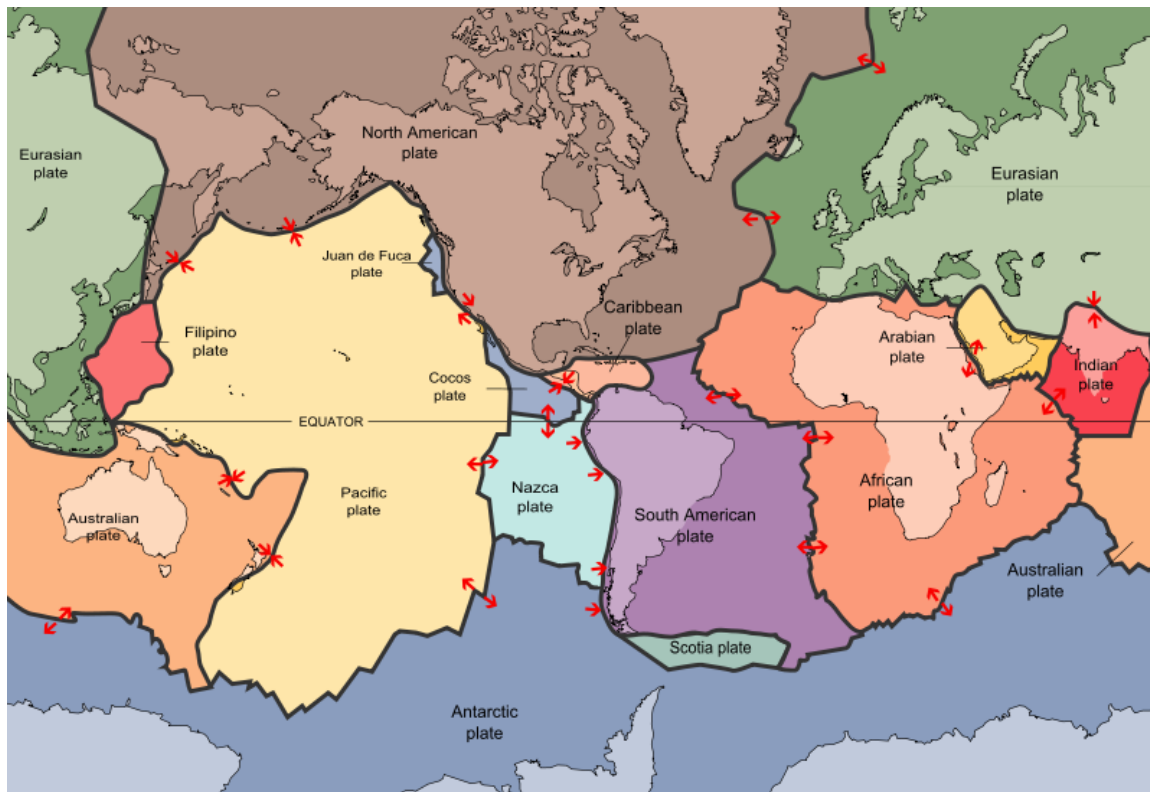 North American
plate
Eurasian
plate
Eurasian
plate
Juan de Fuca
plate
Caribbean
plate
Filipino
plate
Arabian
plate
Indian
plate
Cocos
plate
EQUATOR
Nazca
plate
Pacific
plate
South American
plate
African
plate
Australian
plate
Australian
plate
Scotia plate
Antarctic
plate